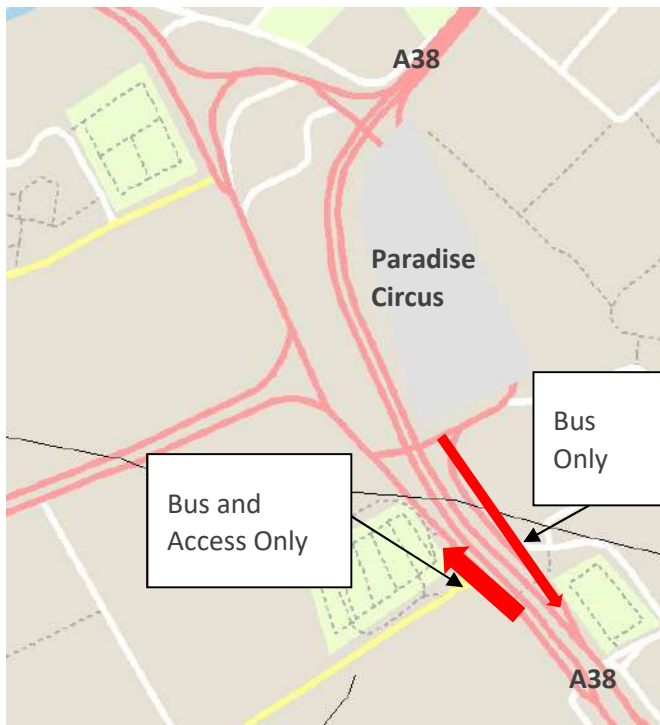 A38
Paradise
Circus
Bus
Only
Bus and
Access Only
A38